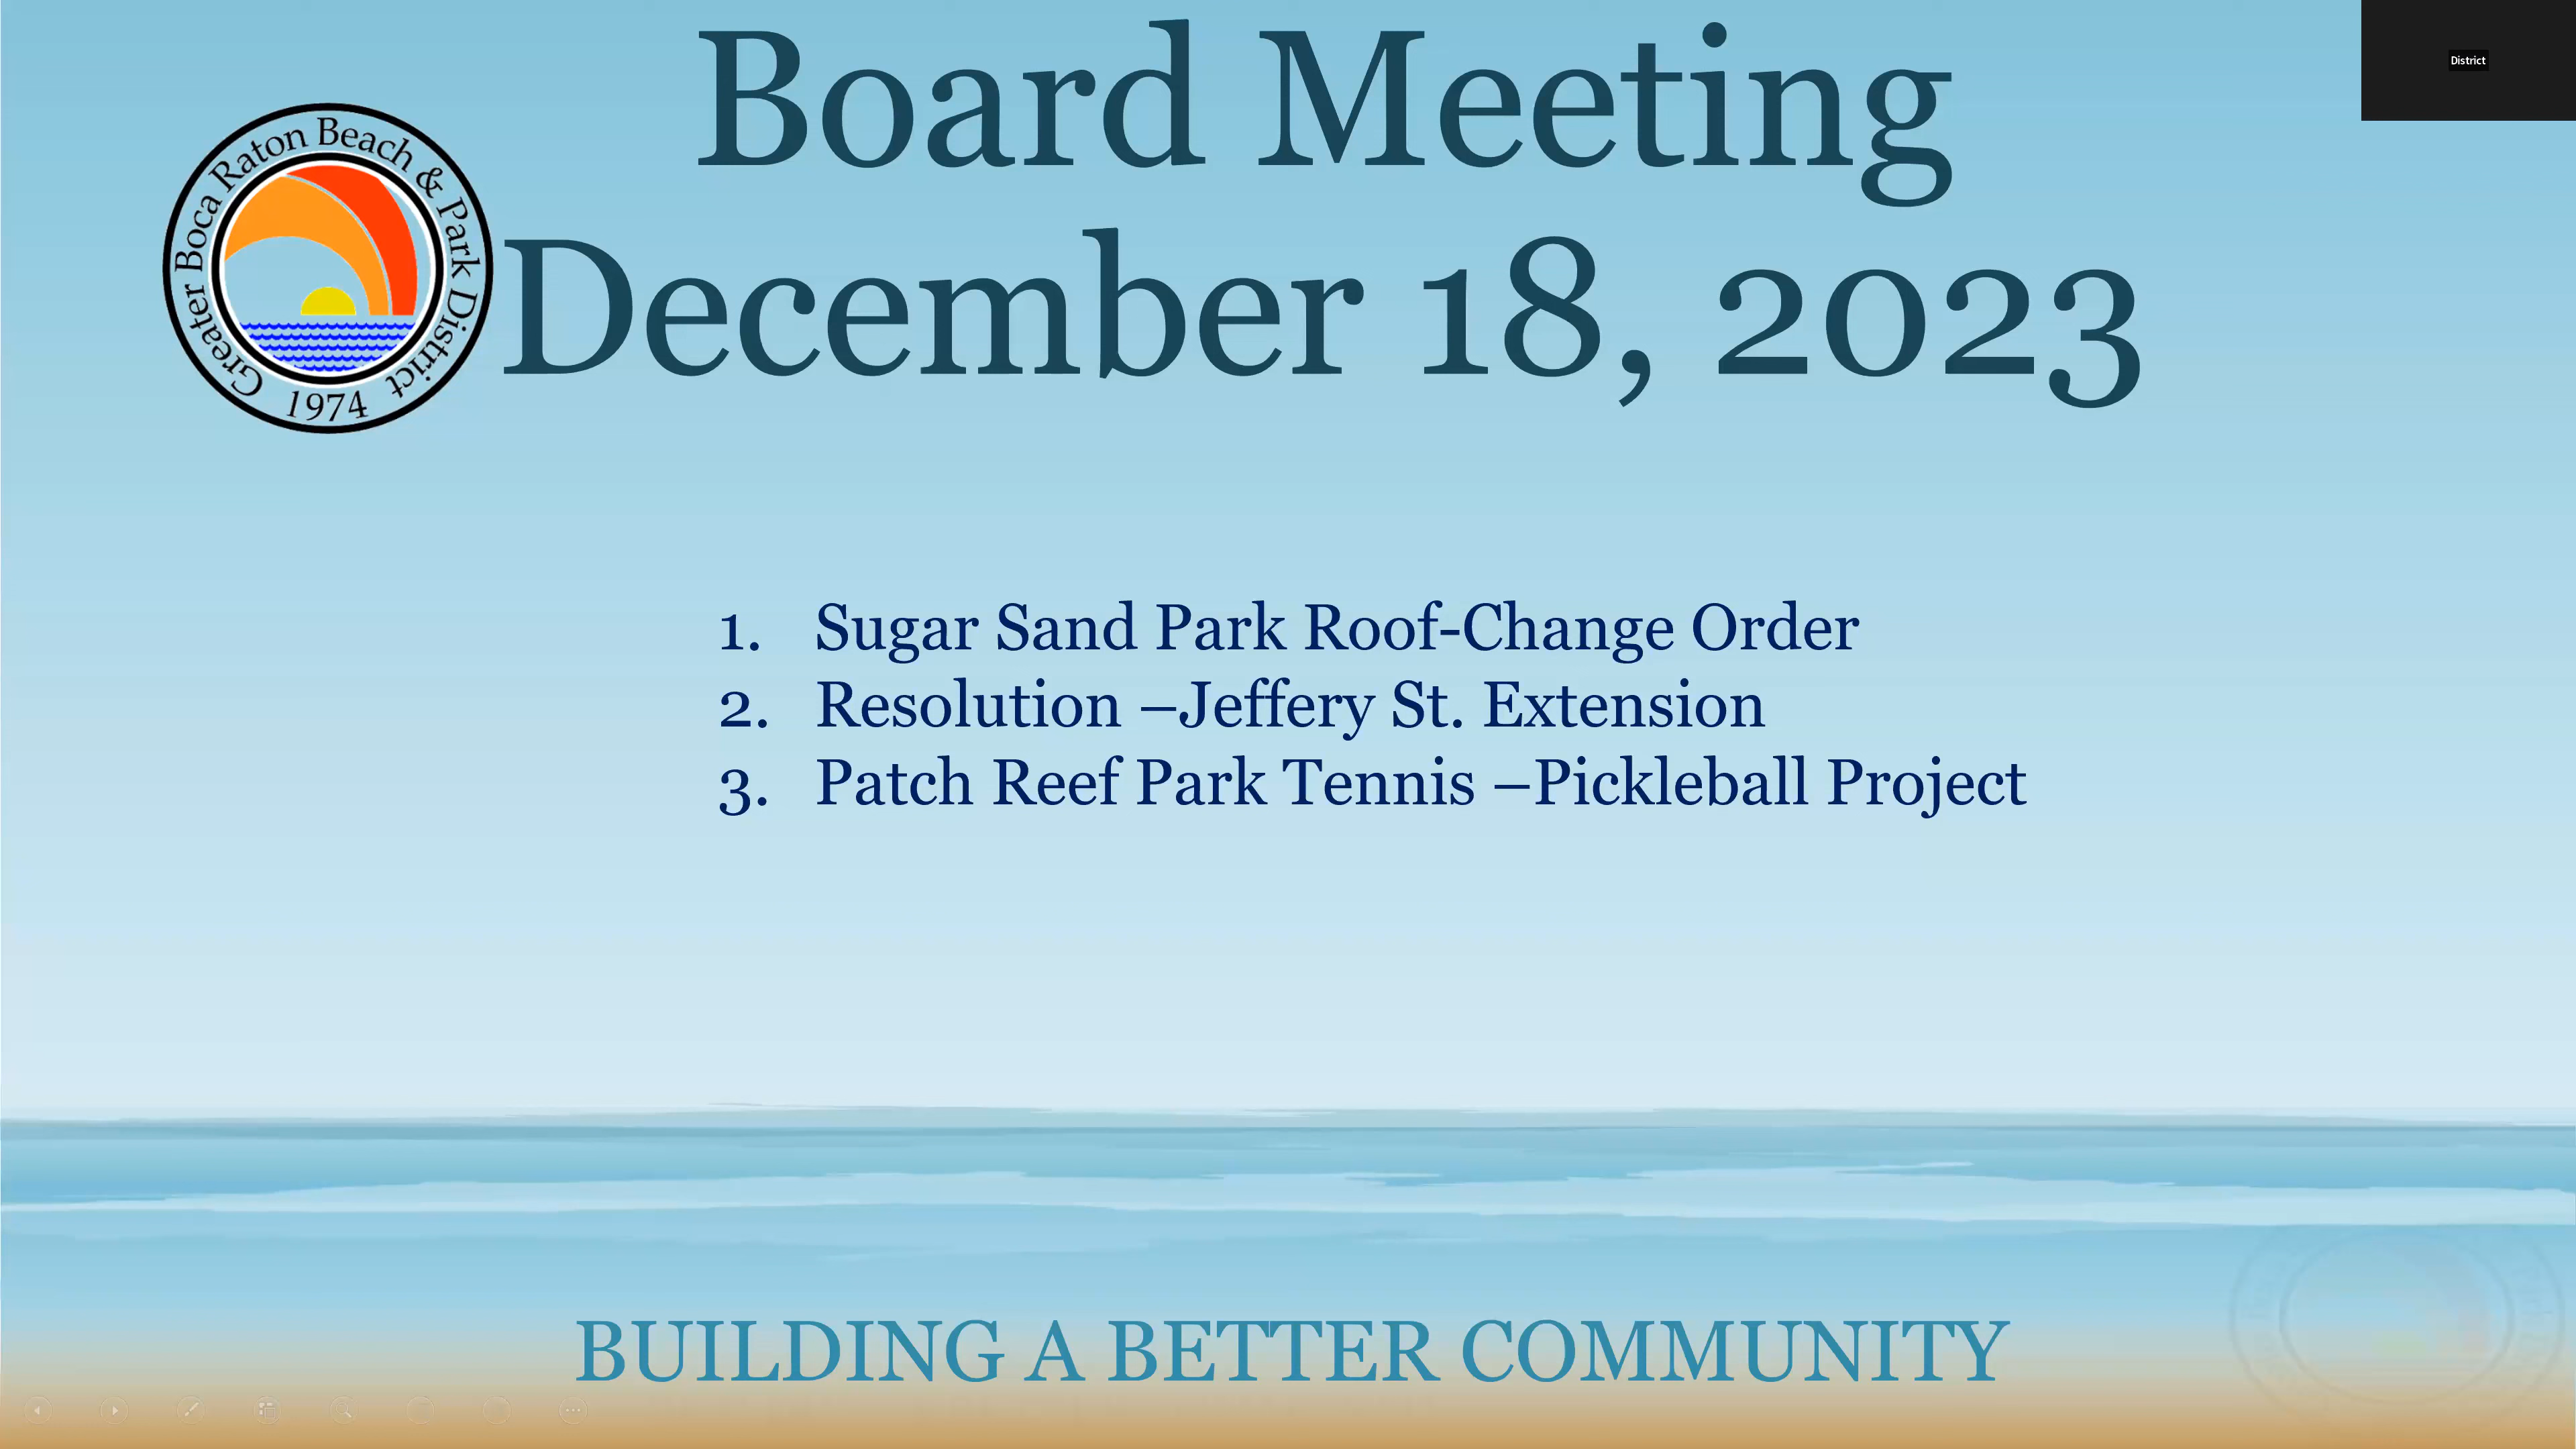 Board Meeting
December 18, 2023
District
Greater Boca Raton Beach & Park District
1974
1. Sugar Sand Park Roof-Change Order
2. Resolution –Jeffery St. Extension
3. Patch Reef Park Tennis –Pickleball Project
BUILDING A BETTER COMMUNITY